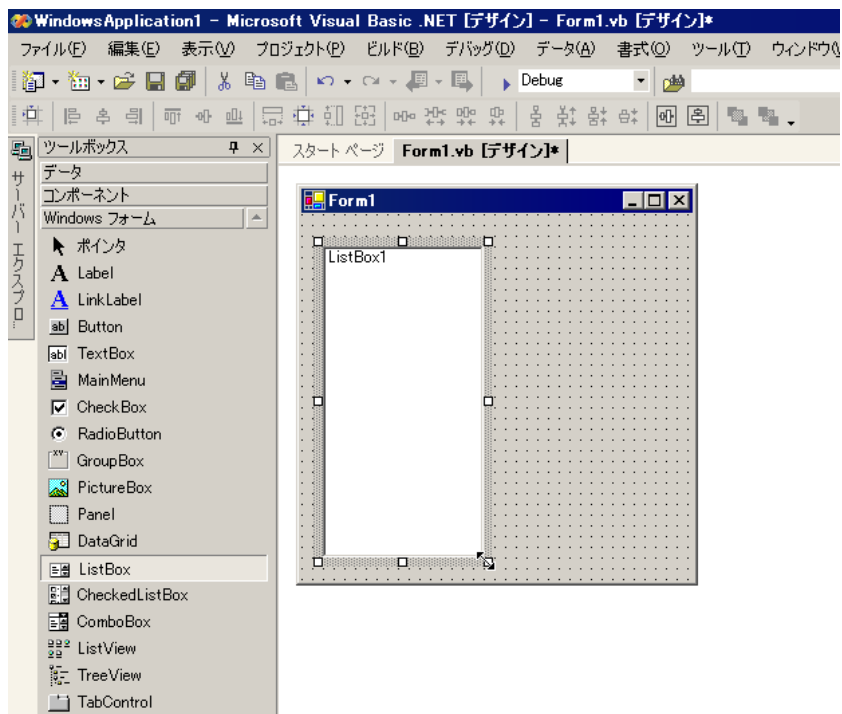 WindowsApplication1 - Microsoft Visual Basic .NET [デザイン] - Form1.vb [デザイン]*
ファイル(F) 編集(E) 表示(V) プロジェクト(P) ビルド(B) デバッグ(D) データ(A) 書式(O) ツール(T) ウィンドウ(
Debug
ツールボックス
スタート ページ Form1.vb [デザイン]*
サーバー エクスプロ...
データ
コンポーネント
Windows フォーム
ポインタ
A Label
A LinkLabel
ab Button
abl TextBox
MainMenu
CheckBox
RadioButton
XY GroupBox
PictureBox
Panel
DataGrid
ListBox
CheckedListBox
ComboBox
ListView
TreeView
TabControl
Form1
ListBox1